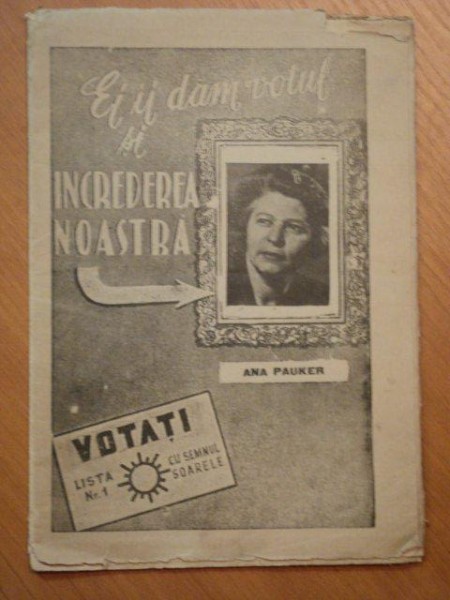 Ei îi dăm votul
și
INCREDEREA
NOASTRĂ
ANA PAUKER
VOTAȚI
LISTA
Nr. 1
CU SEMNUL
SOARELE